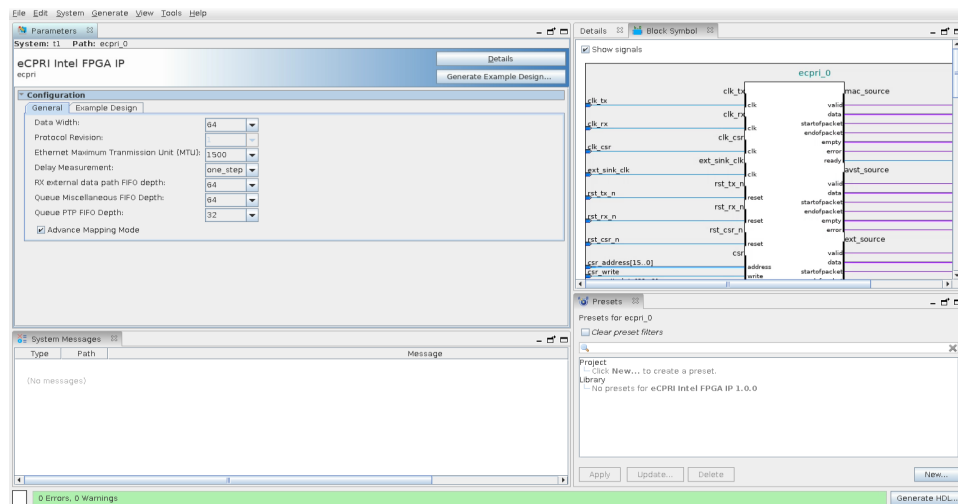 File Edit System Generate View Tools Help
Parameters
System: t1 Path: ecpri_0
eCPRI Intel FPGA IP
ecpri
Details
Generate Example Design...
Configuration
General Example Design
Data Width: 64
Protocol Revision:
Ethernet Maximum Tranmission Unit (MTU): 1500
Delay Measurement: one_step
RX external data path FIFO depth: 64
Queue Miscellaneous FIFO Depth: 64
Queue PTP FIFO Depth: 32
Advance Mapping Mode
System Messages
Type Path Message
(No messages)
0 Errors, 0 Warnings
Details Block Symbol
Show signals
ecpri_0
clk_tx mac_source
clk_tx clk valid
clk_rx data
clk_rx clk startofpacket
endofpacket
clk_csr empty
clk_csr clk error
ext_sink_clk ready
ext_sink_clk clk avst_source
rst_tx_n valid
rst_tx_n reset data
startofpacket
rst_rx_n endofpacket
rst_rx_n reset empty
rst_csr_n error
rst_csr_n reset ext_source
csr valid
csr_address[15..0] address data
csr_write write startofpacket
Presets
Presets for ecpri_0
Clear preset filters
Project
Click New... to create a preset.
Library
No presets for eCPRI Intel FPGA IP 1.0.0
Apply Update... Delete New...
Generate HDL...